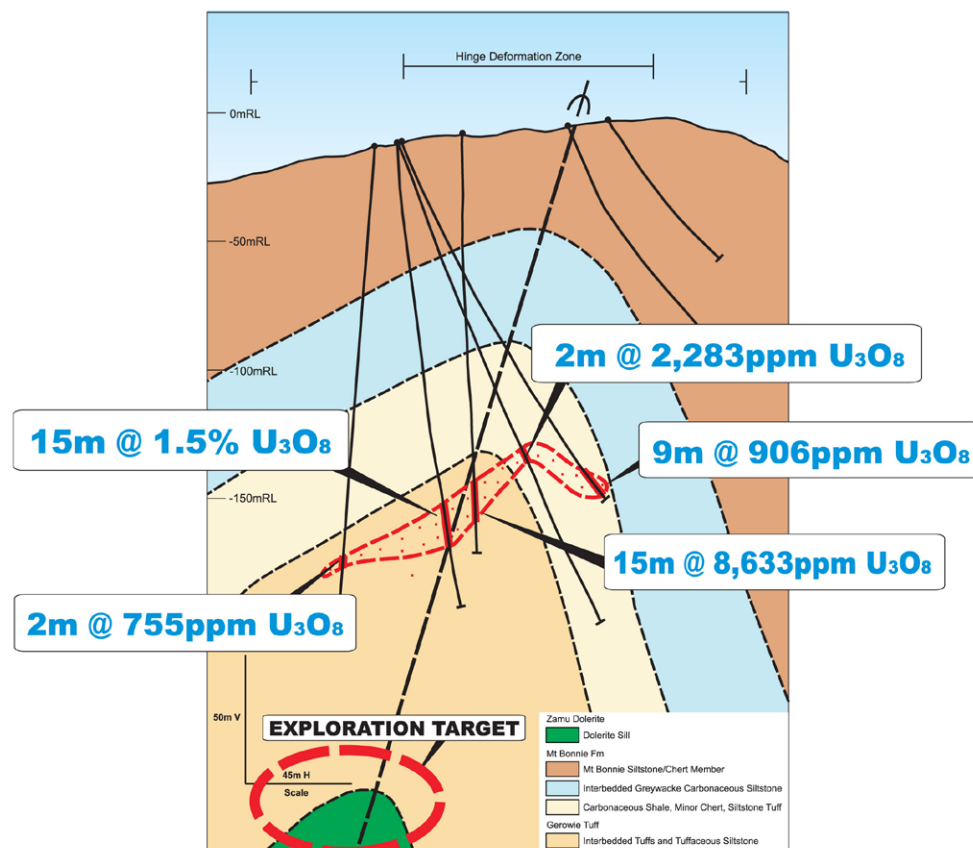 Hinge Deformation Zone
0mRL
-50mRL
-100mRL
2m @ 2,283ppm U₃O₈
15m @ 1.5% U₃O₈
9m @ 906ppm U₃O₈
-150mRL
15m @ 8,633ppm U₃O₈
2m @ 755ppm U₃O₈
50m V
EXPLORATION TARGET
45m H
Scale
Zamu Dolerite
Dolerite Sill
Mt Bonnie Fm
Mt Bonnie Siltstone/Chert Member
Interbedded Greywacke Carbonaceous Siltstone
Carbonaceous Shale, Minor Chert, Siltstone Tuff
Gerowie Tuff
Interbedded Tuffs and Tuffaceous Siltstone